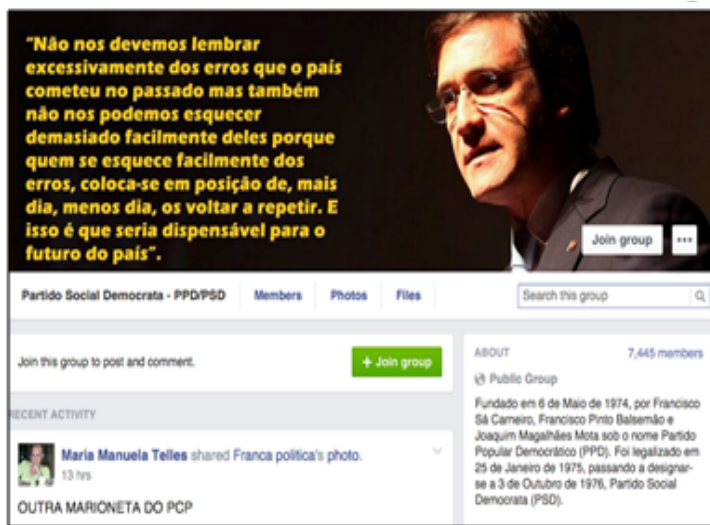 "Não nos devemos lembrar
excessivamente dos erros que o país
cometeu no passado mas também
não nos podemos esquecer
demasiado facilmente deles porque
quem se esquece facilmente dos
erros, coloca-se em posição de, mais
dia, menos dia, os voltar a repetir. E
isso é que seria dispensável para o
futuro do país".
Join group
Partido Social Democrata - PPD/PSD Members Photos Files Search this group
Join this group to post and comment. + Join group
RECENT ACTIVITY
Maria Manuela Telles shared Franca politica's photo.
13 hrs
OUTRA MARIONETA DO PCP
ABOUT 7,445 members
Public Group
Fundado em 6 de Maio de 1974, por Francisco
Sá Carneiro, Francisco Pinto Balsemão e
Joaquim Magalhães Mota sob o nome Partido
Popular Democrático (PPD). Foi legalizado em
25 de Janeiro de 1975, passando a designar-
se a 3 de Outubro de 1976, Partido Social
Democrata (PSD).